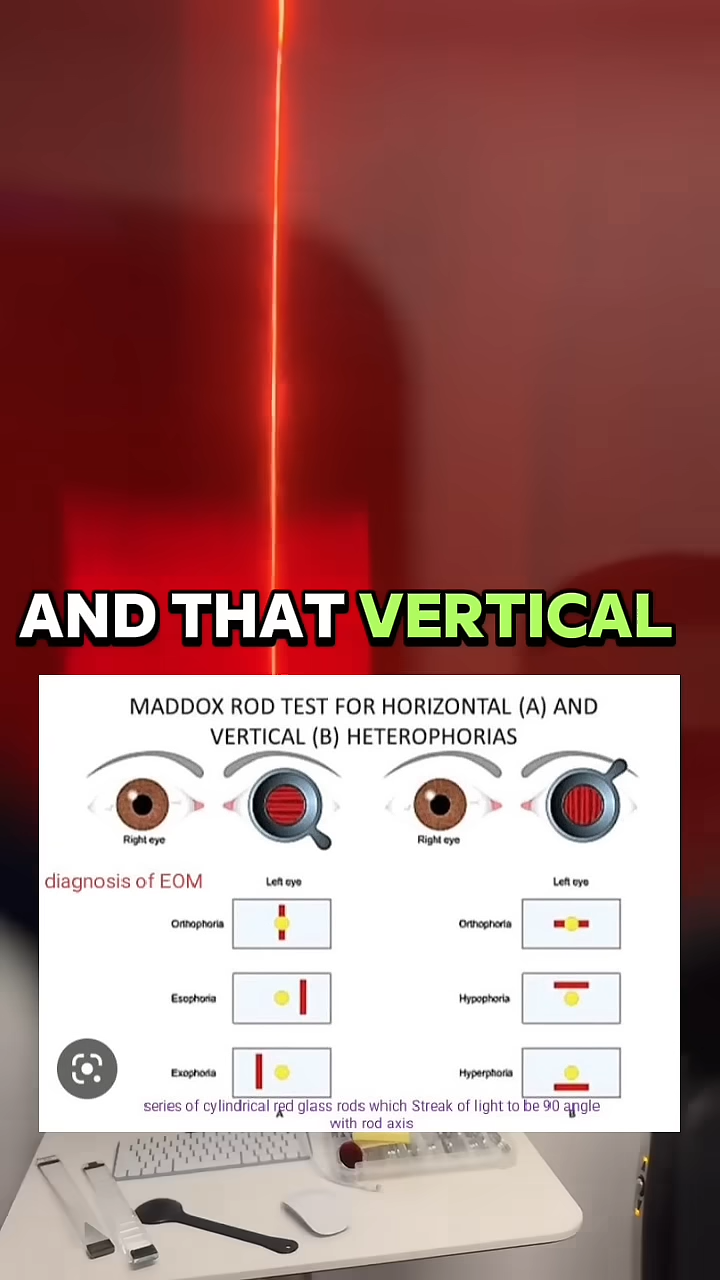 AND THAT VERTICAL
MADDOX ROD TEST FOR HORIZONTAL (A) AND
VERTICAL (B) HETEROPHORIAS
Right eye
Right eye
diagnosis of EOM
Left eye
Left eye
Orthophoria
Orthophoria
Esophoria
Hypophoria
Exophoria
Hyperphoria
A
B
series of cylindrical red glass rods which Streak of light to be 90 angle
with rod axis